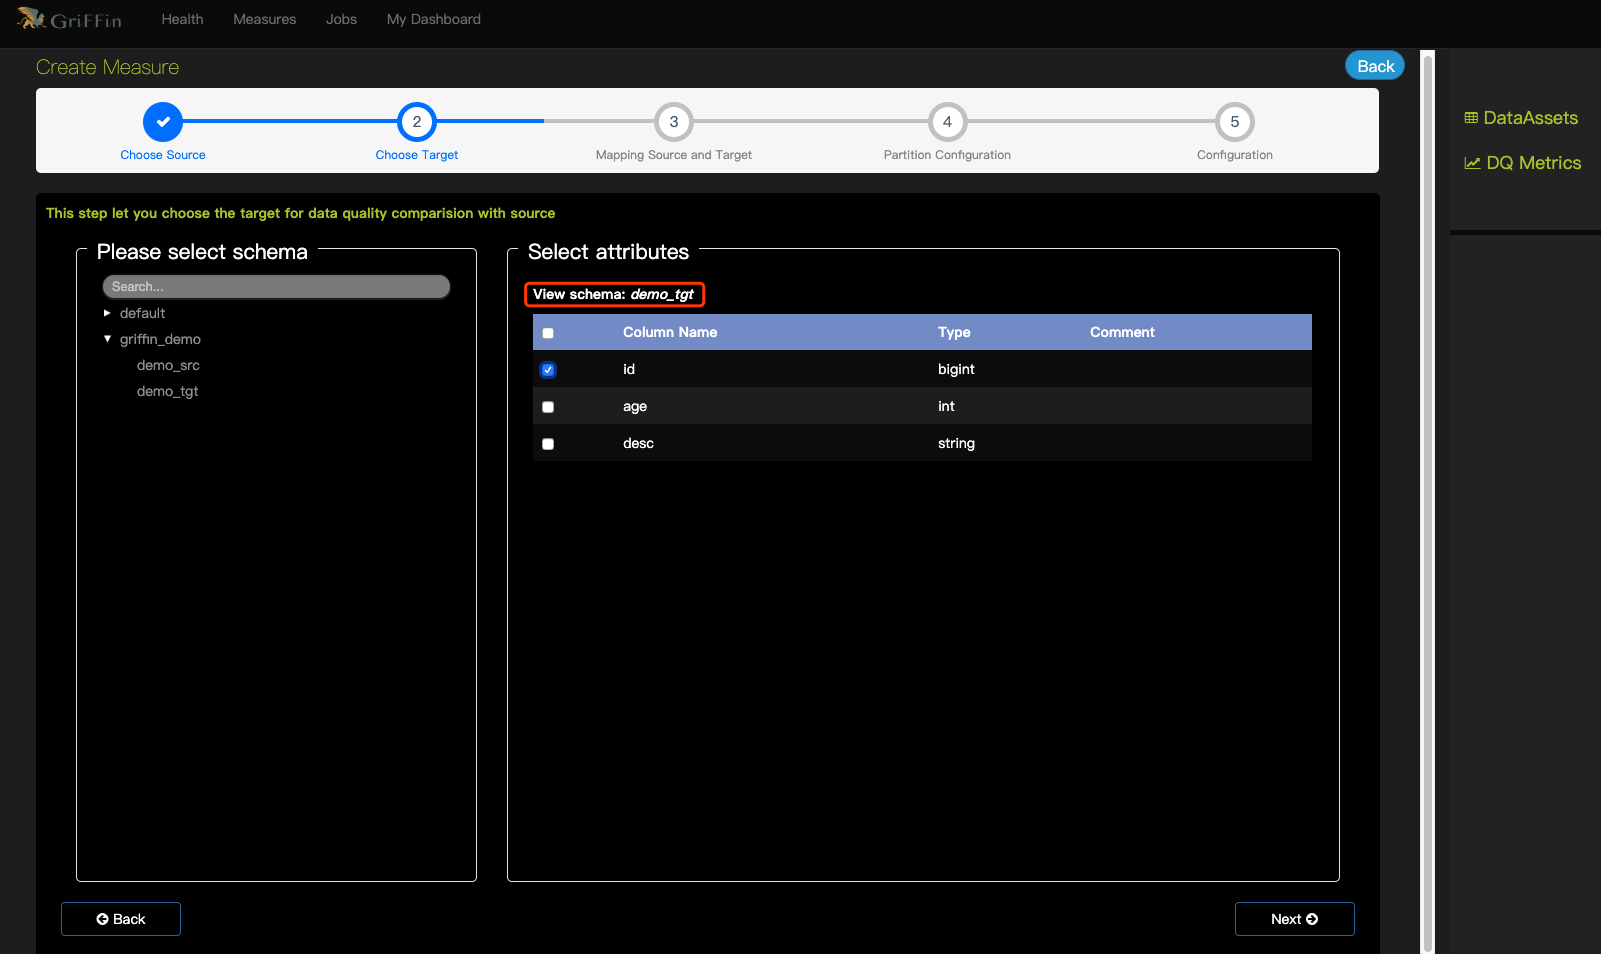 GriFFin Health Measures Jobs My Dashboard
Create Measure
Back
2 3 4 5
Choose Source Choose Target Mapping Source and Target Partition Configuration Configuration
DataAssets
DQ Metrics
This step let you choose the target for data quality comparision with source
Please select schema
Search...
default
griffin_demo
demo_src
demo_tgt
Select attributes
View schema: demo_tgt
Column Name Type Comment
id bigint
age int
desc string
Back
Next